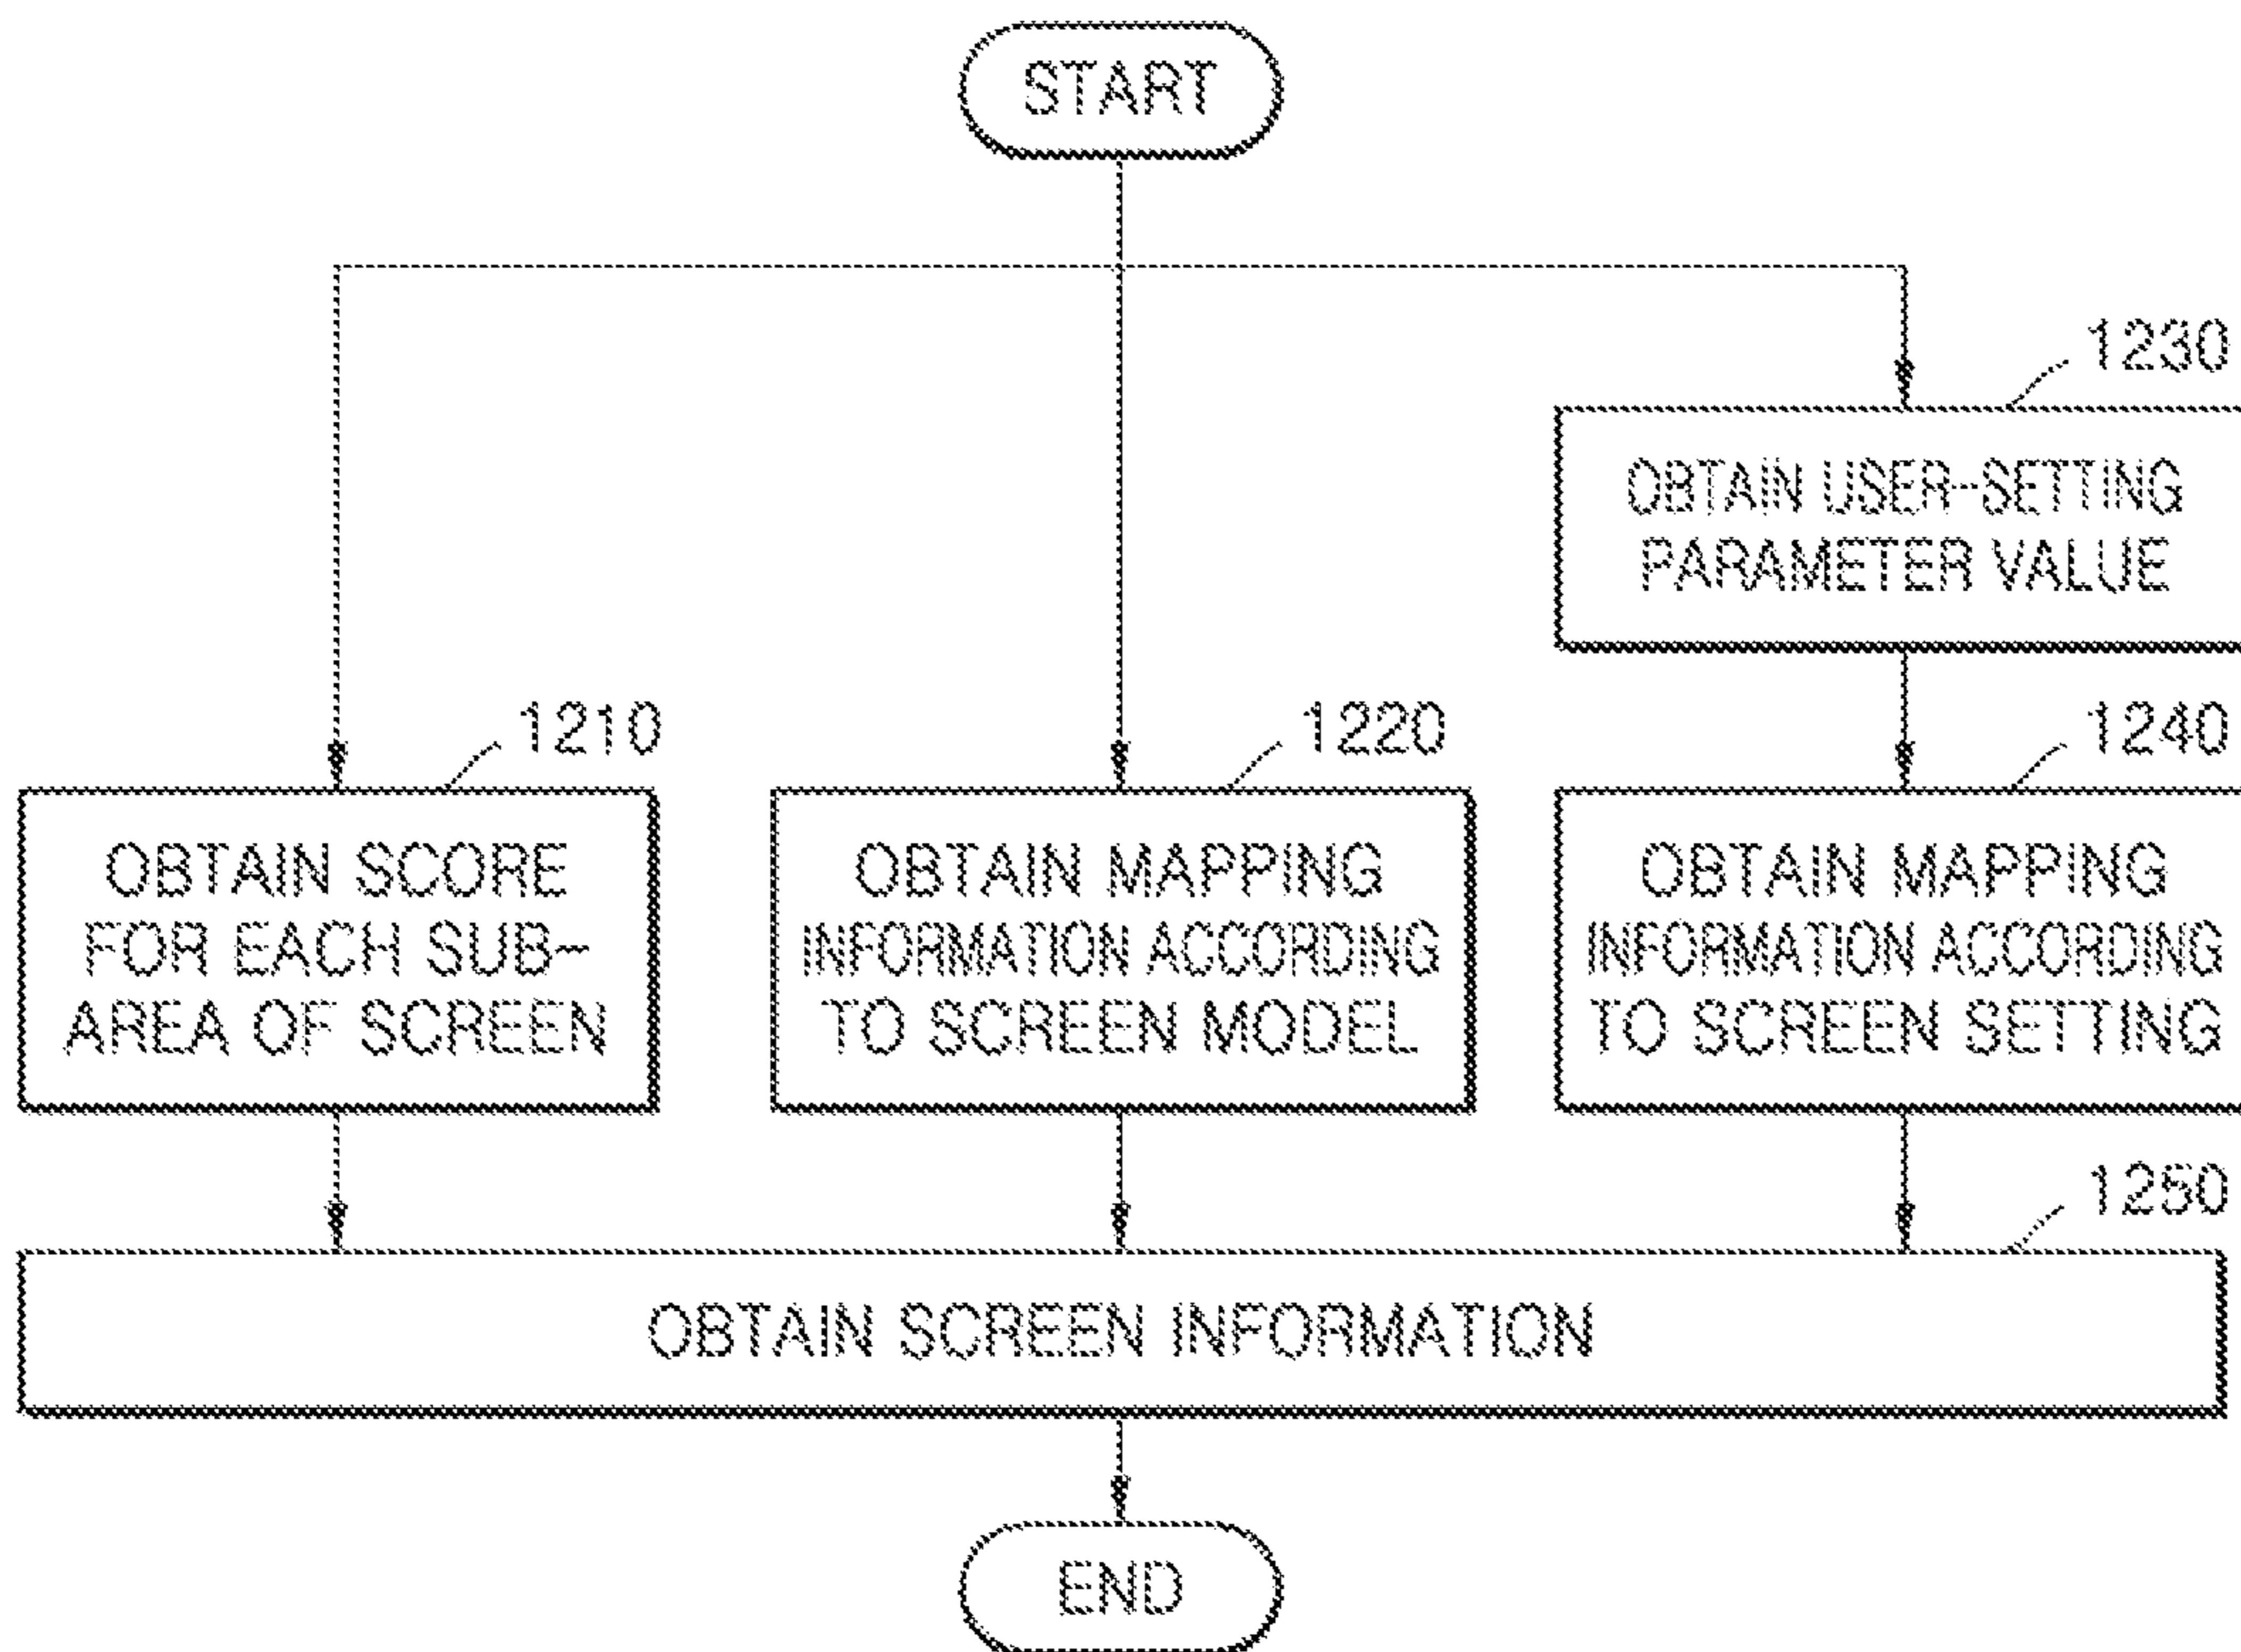 START
1230
OBTAIN USER-SETTING
PARAMETER VALUE
1210
OBTAIN SCORE
FOR EACH SUB-
AREA OF SCREEN
1220
OBTAIN MAPPING
INFORMATION ACCORDING
TO SCREEN MODEL
1240
OBTAIN MAPPING
INFORMATION ACCORDING
TO SCREEN SETTING
1250
OBTAIN SCREEN INFORMATION
END